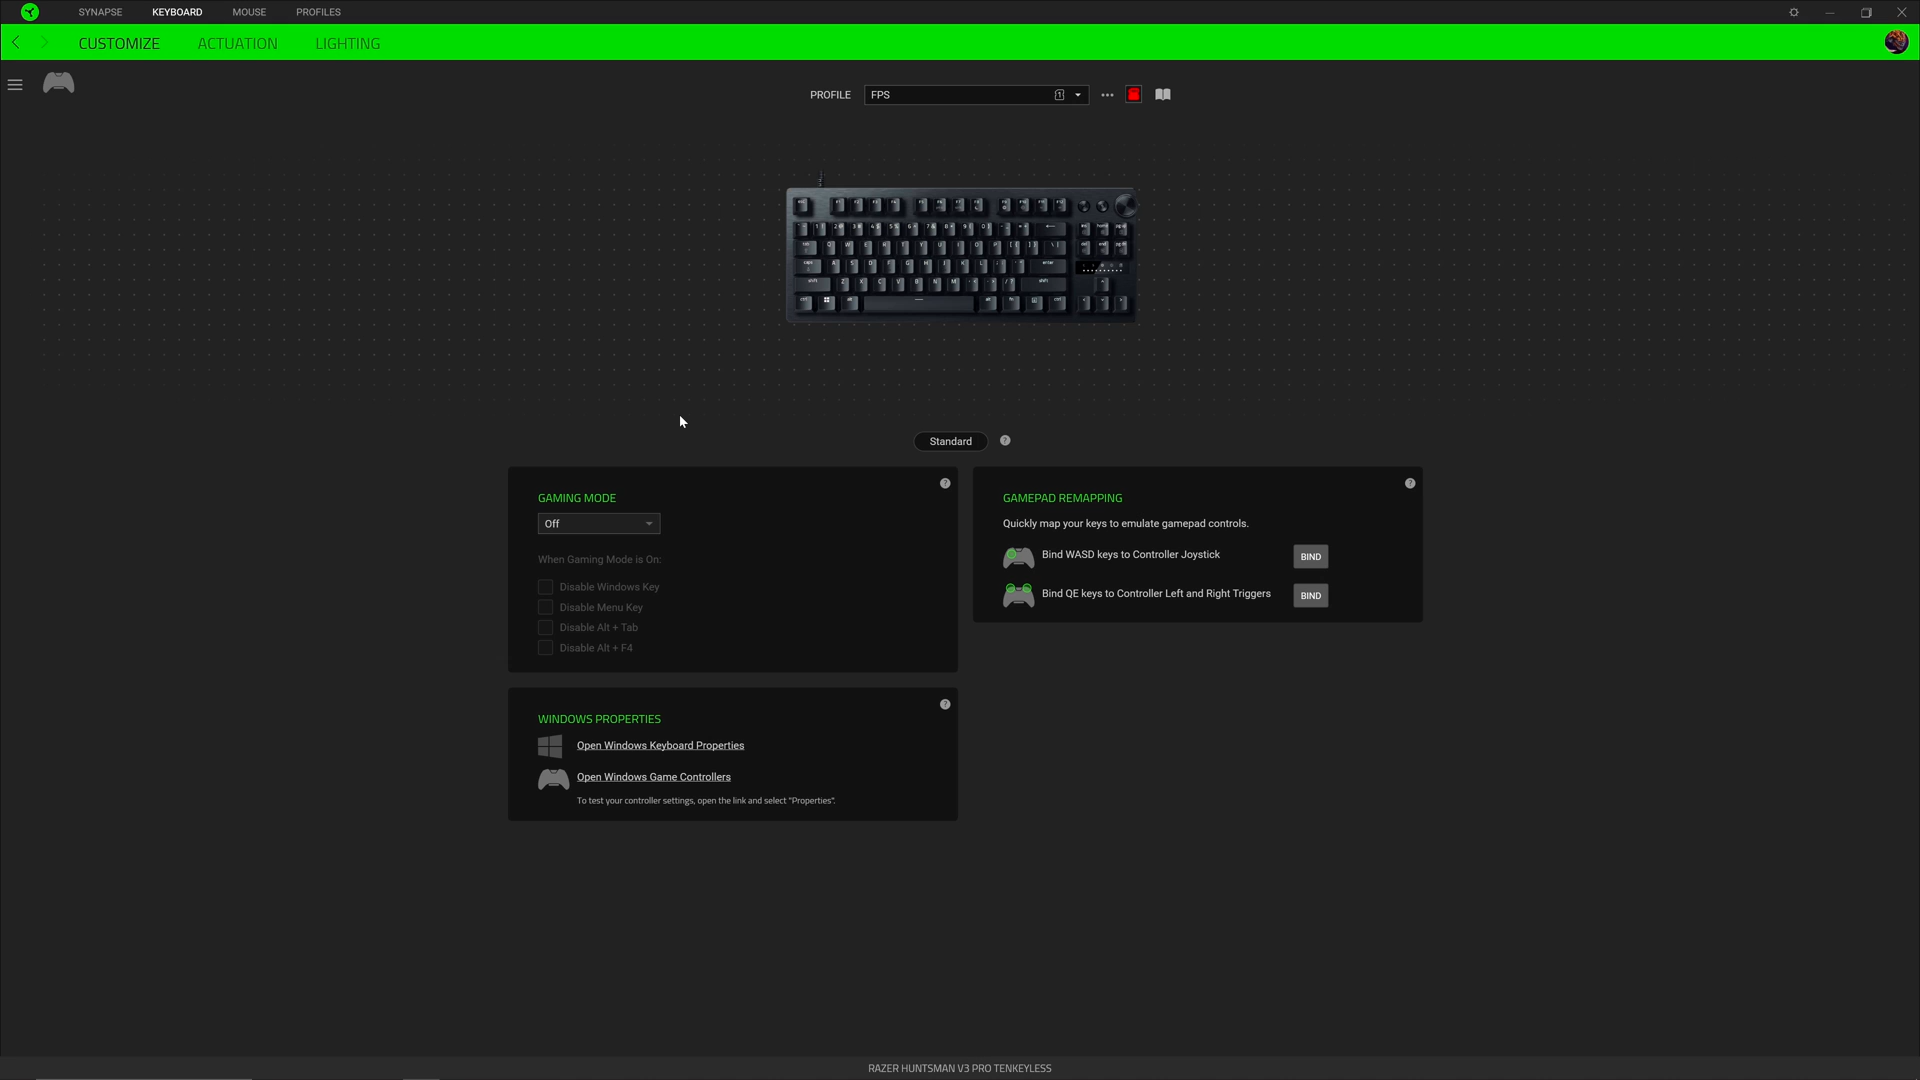 SYNAPSE KEYBOARD MOUSE PROFILES
CUSTOMIZE ACTUATION LIGHTING
PROFILE FPS 1
Standard
GAMING MODE
Off
When Gaming Mode is On:
Disable Windows Key
Disable Menu Key
Disable Alt + Tab
Disable Alt + F4
GAMEPAD REMAPPING
Quickly map your keys to emulate gamepad controls.
Bind WASD keys to Controller Joystick BIND
Bind QE keys to Controller Left and Right Triggers BIND
WINDOWS PROPERTIES
Open Windows Keyboard Properties
Open Windows Game Controllers
To test your controller settings, open the link and select "Properties".
RAZER HUNTSMAN V3 PRO TENKEYLESS